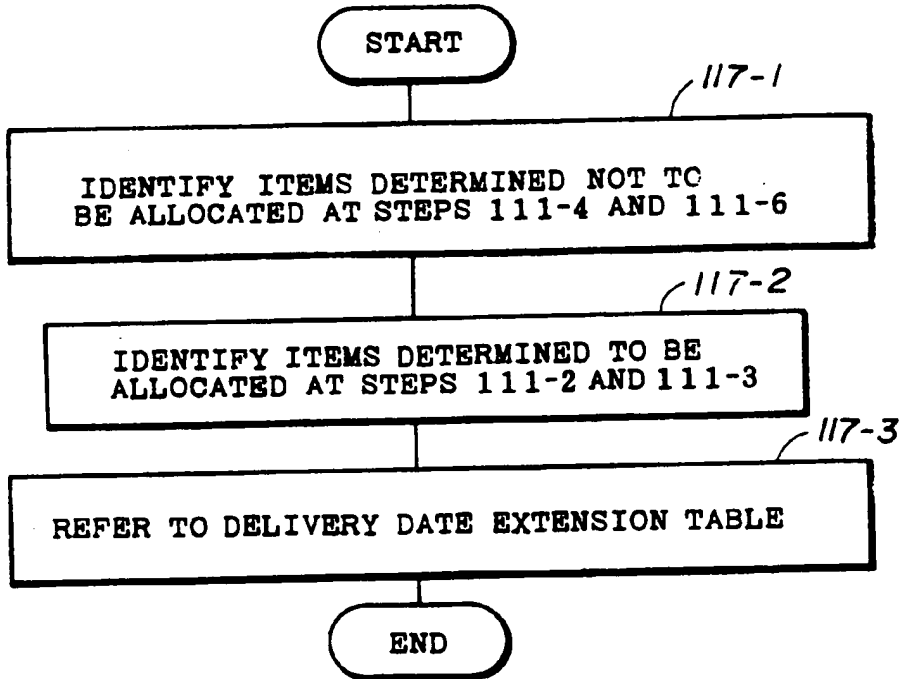 START
117-1
IDENTIFY ITEMS DETERMINED NOT TO
BE ALLOCATED AT STEPS 111-4 AND 111-6
117-2
IDENTIFY ITEMS DETERMINED TO BE
ALLOCATED AT STEPS 111-2 AND 111-3
117-3
REFER TO DELIVERY DATE EXTENSION TABLE
END